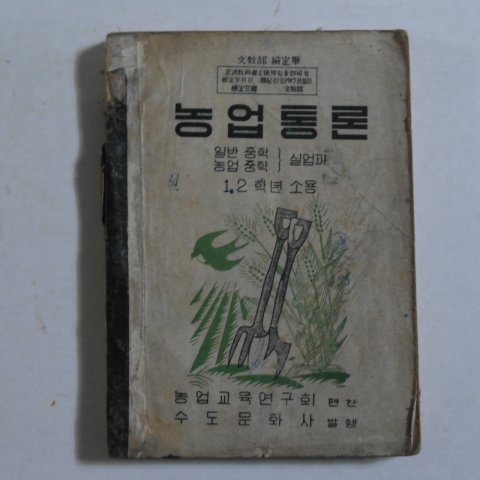 文敎部 檢定畢
농업통론
일반 중학
농업 중학 } 실업과
1.2 학년 소용
농업교육연구회 편찬
수도문화사 발행